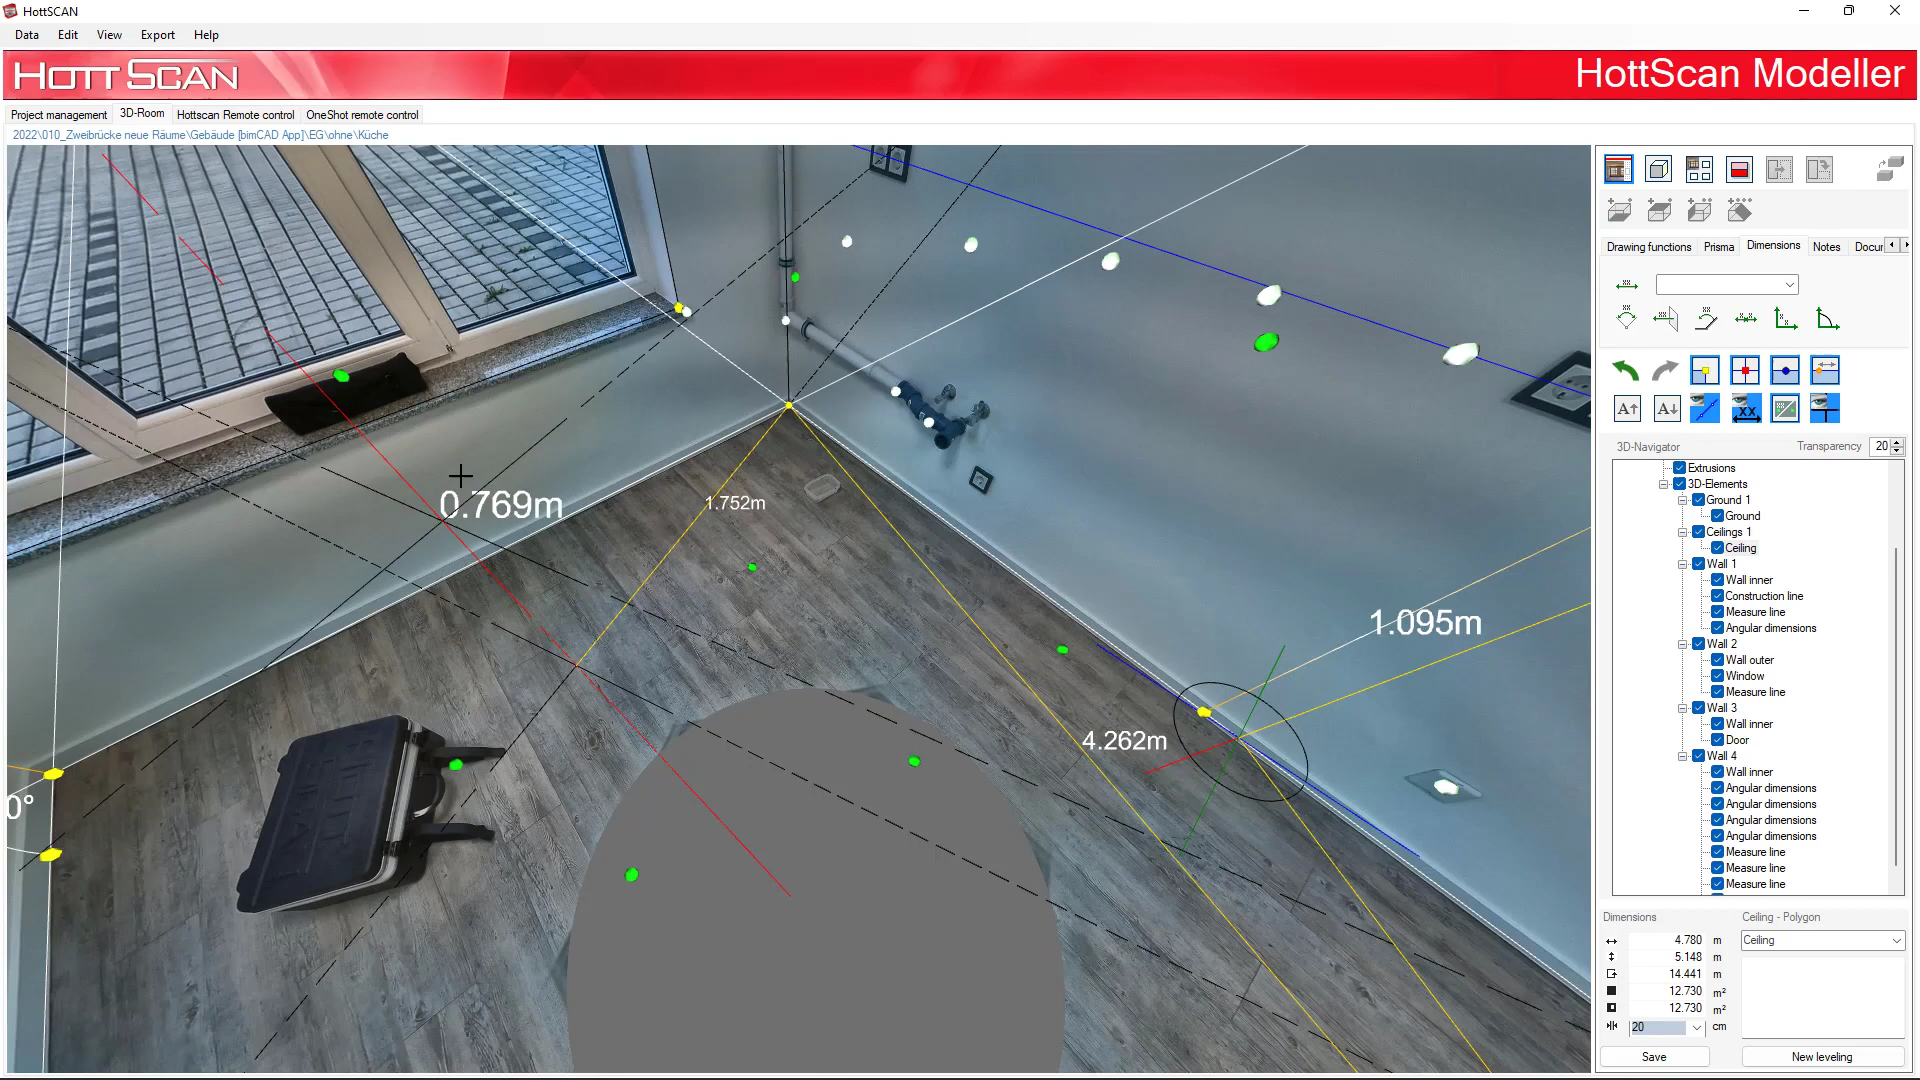 HottSCAN
Data Edit View Export Help
HOTTSCAN
HottScan Modeller
Project management 3D-Room Hottscan Remote control OneShot remote control
2022\010_Zweibrücke neue Räume\Gebäude [bimCAD App]\EG\ohne\Küche
0.769m
1.752m
1.095m
4.262m
0°
Drawing functions Prisma Dimensions Notes Docur
xx
A A
XX
3D-Navigator Transparency 20
Extrusions
3D-Elements
Ground 1
Ground
Ceilings 1
Ceiling
Wall 1
Wall inner
Construction line
Measure line
Angular dimensions
Wall 2
Wall outer
Window
Measure line
Wall 3
Wall inner
Door
Wall 4
Wall inner
Angular dimensions
Angular dimensions
Angular dimensions
Angular dimensions
Measure line
Measure line
Measure line
Dimensions Ceiling - Polygon
4.780 m Ceiling
5.148 m
14.441 m
12.730 m²
12.730 m²
20 cm
Save New leveling